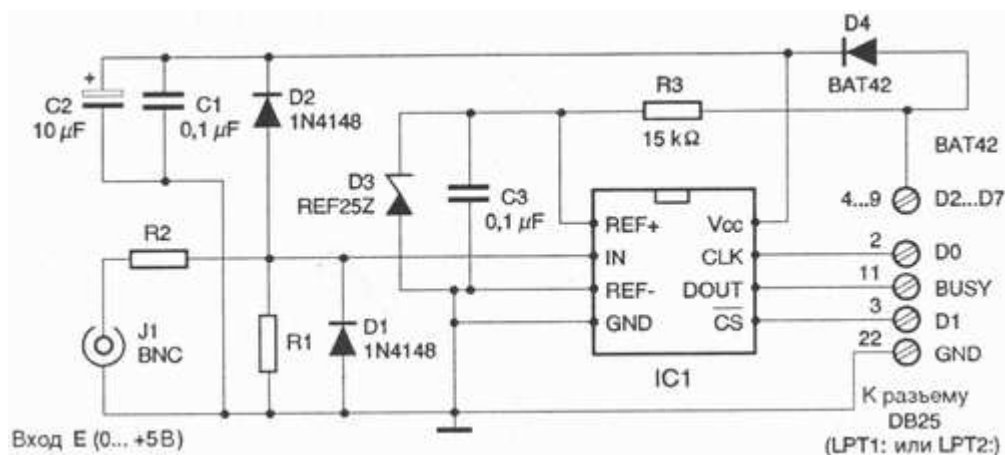 D4
BAT42
+
C2
10 µF
C1
0,1 µF
D2
1N4148
R3
15 kΩ
BAT42
D3
REF25Z
C3
0,1 µF
4...9 D2...D7
R2
REF+ Vcc
IN CLK 2 D0
REF- DOUT 11 BUSY
GND CS 3 D1
22 GND
J1
BNC
R1
D1
1N4148
IC1
Вход E (0... +5В)
К разъему
DB25
(LPT1: или LPT2:)